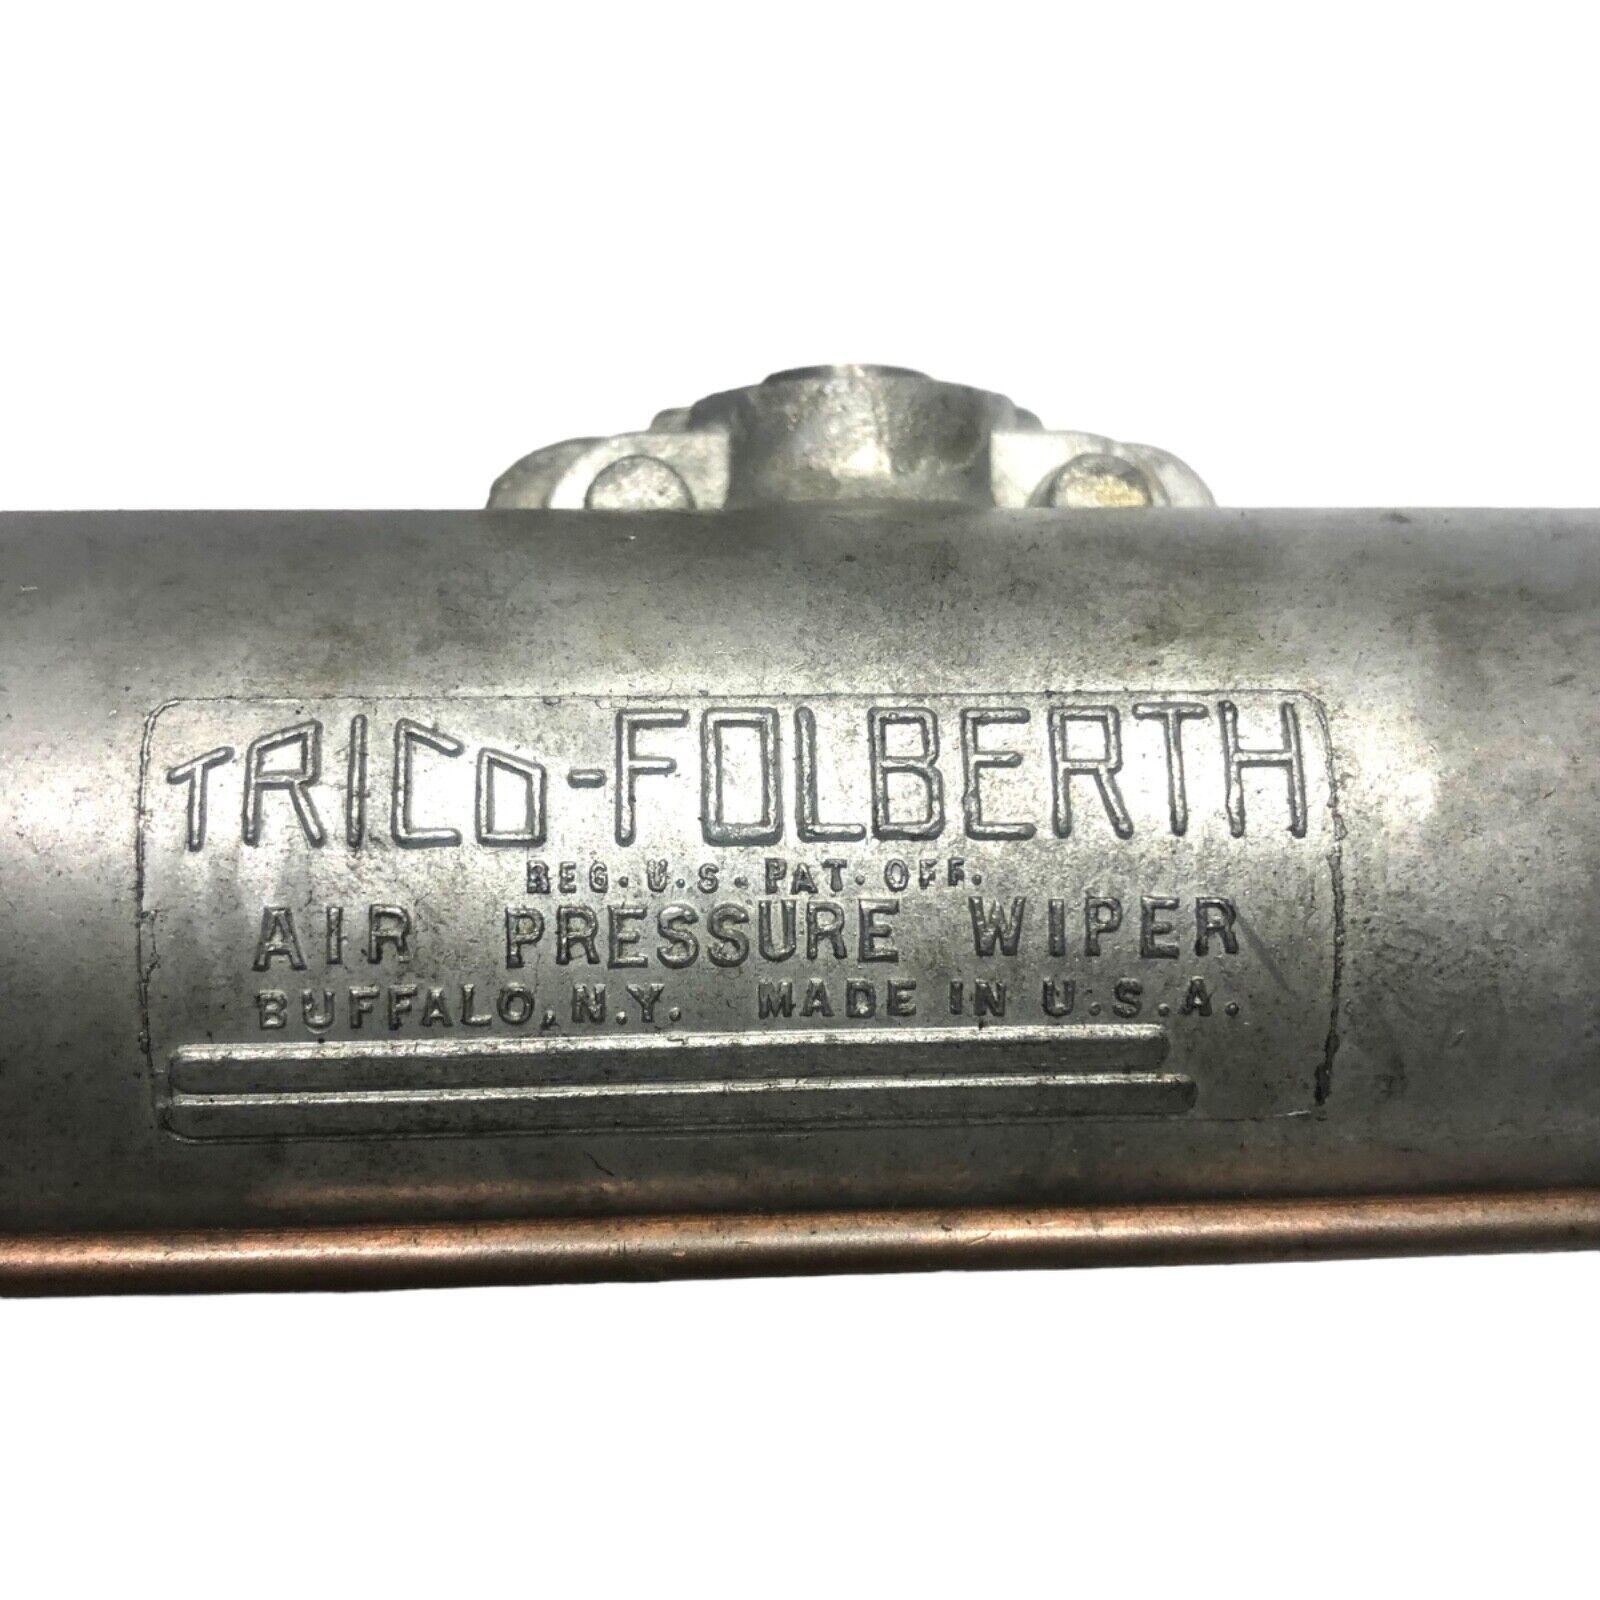 TRICO-FOLBERTH
REG. U.S. PAT. OFF.
AIR PRESSURE WIPER
BUFFALO, N.Y. MADE IN U.S.A.